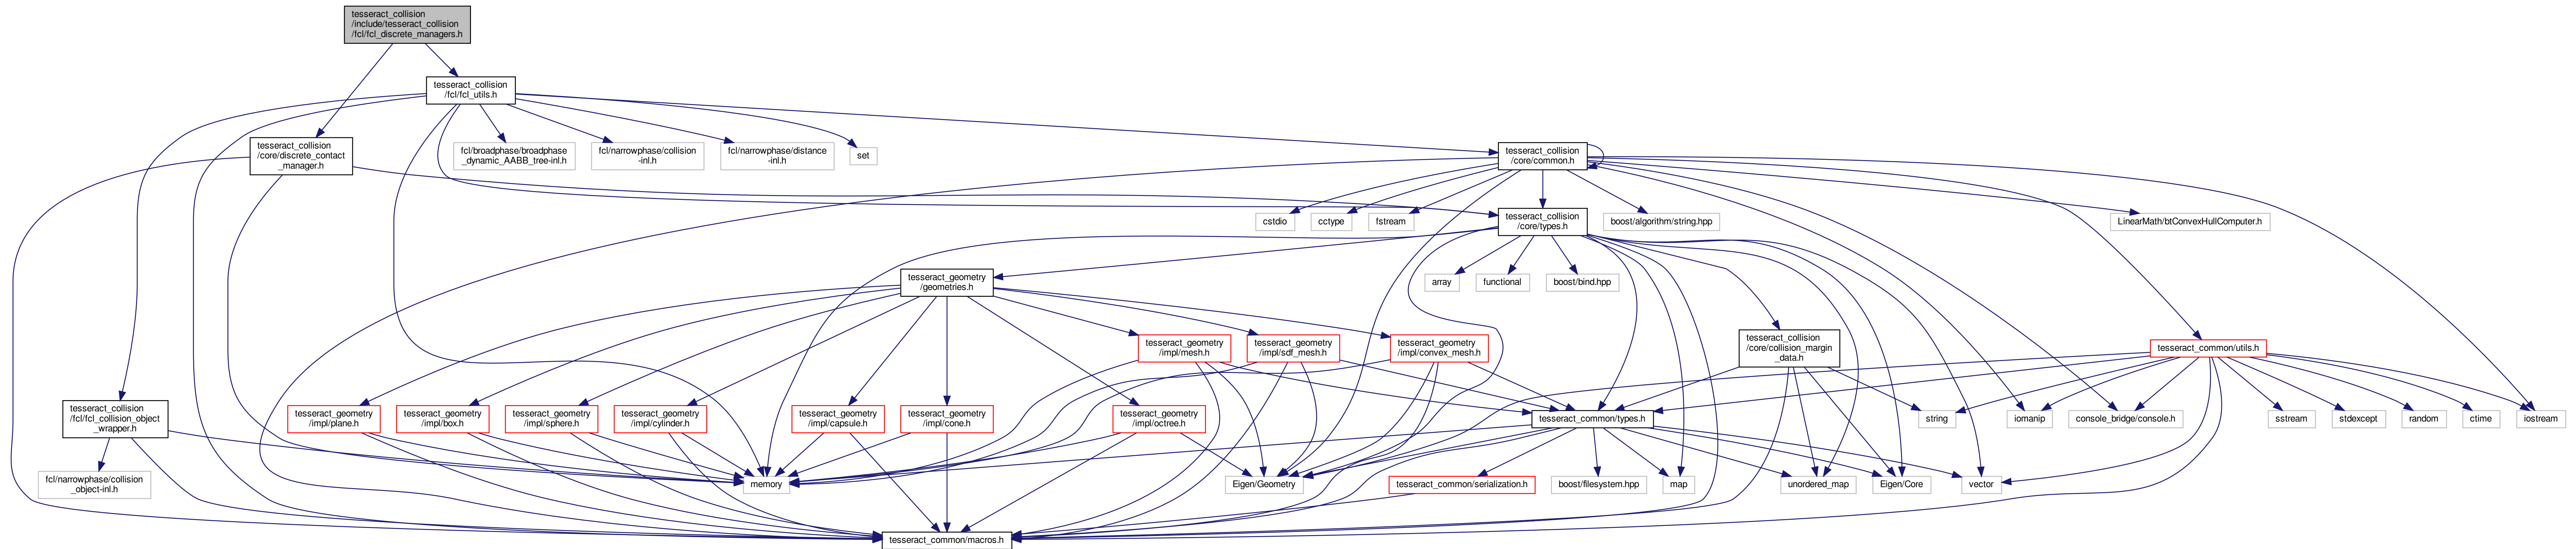 tesseract_collision
/include/tesseract_collision
/fcl/fcl_discrete_managers.h
tesseract_collision
/fcl/fcl_utils.h
tesseract_collision
/core/discrete_contact
_manager.h
fcl/broadphase/broadphase
_dynamic_AABB_tree-inl.h
fcl/narrowphase/collision
-inl.h
fcl/narrowphase/distance
-inl.h
set
tesseract_collision
/core/common.h
cstdio
cctype
fstream
tesseract_collision
/core/types.h
boost/algorithm/string.hpp
LinearMath/btConvexHullComputer.h
tesseract_geometry
/geometries.h
array
functional
boost/bind.hpp
tesseract_geometry
/impl/mesh.h
tesseract_geometry
/impl/sdf_mesh.h
tesseract_geometry
/impl/convex_mesh.h
tesseract_collision
/core/collision_margin
_data.h
tesseract_common/utils.h
tesseract_collision
/fcl/fcl_collision_object
_wrapper.h
tesseract_geometry
/impl/plane.h
tesseract_geometry
/impl/box.h
tesseract_geometry
/impl/sphere.h
tesseract_geometry
/impl/cylinder.h
tesseract_geometry
/impl/capsule.h
tesseract_geometry
/impl/cone.h
tesseract_geometry
/impl/octree.h
tesseract_common/types.h
string
iomanip
console_bridge/console.h
sstream
stdexcept
random
ctime
iostream
fcl/narrowphase/collision
_object-inl.h
memory
Eigen/Geometry
tesseract_common/serialization.h
boost/filesystem.hpp
map
unordered_map
Eigen/Core
vector
tesseract_common/macros.h